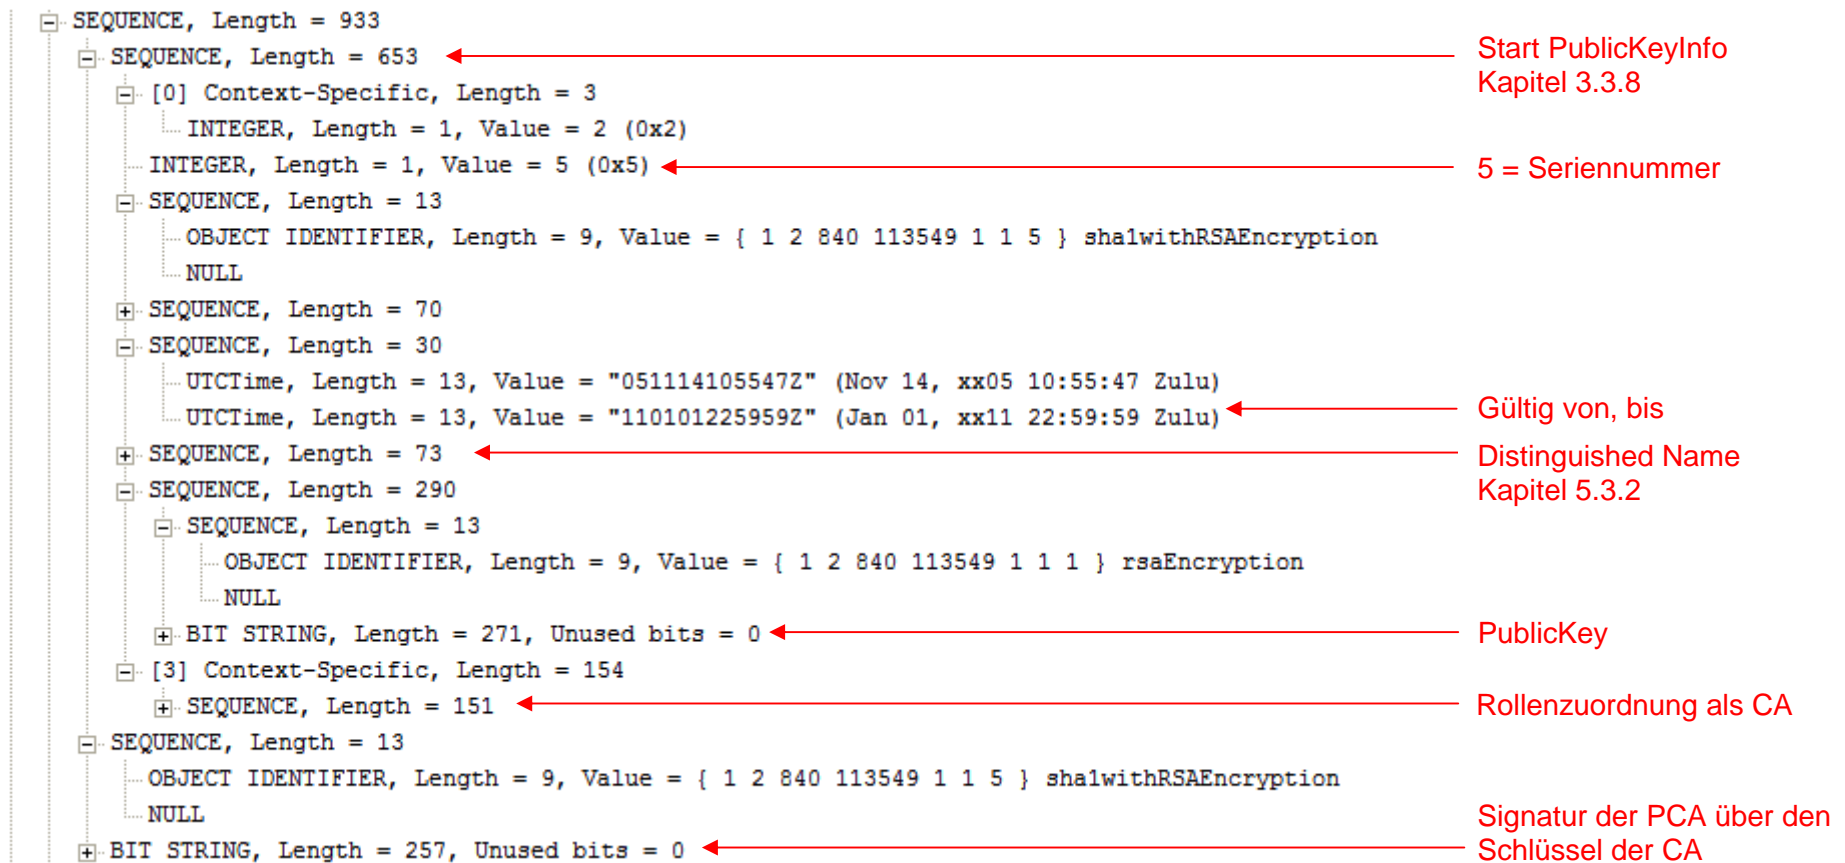 SEQUENCE, Length = 933
SEQUENCE, Length = 653
Start PublicKeyInfo
Kapitel 3.3.8
[0] Context-Specific, Length = 3
INTEGER, Length = 1, Value = 2 (0x2)
INTEGER, Length = 1, Value = 5 (0x5)
5 = Seriennummer
SEQUENCE, Length = 13
OBJECT IDENTIFIER, Length = 9, Value = { 1 2 840 113549 1 1 5 } sha1withRSAEncryption
NULL
SEQUENCE, Length = 70
SEQUENCE, Length = 30
UTCTime, Length = 13, Value = "051114105547Z" (Nov 14, xx05 10:55:47 Zulu)
UTCTime, Length = 13, Value = "110101225959Z" (Jan 01, xx11 22:59:59 Zulu)
Gültig von, bis
SEQUENCE, Length = 73
Distinguished Name
Kapitel 5.3.2
SEQUENCE, Length = 290
SEQUENCE, Length = 13
OBJECT IDENTIFIER, Length = 9, Value = { 1 2 840 113549 1 1 1 } rsaEncryption
NULL
BIT STRING, Length = 271, Unused bits = 0
PublicKey
[3] Context-Specific, Length = 154
SEQUENCE, Length = 151
Rollenzuordnung als CA
SEQUENCE, Length = 13
OBJECT IDENTIFIER, Length = 9, Value = { 1 2 840 113549 1 1 5 } sha1withRSAEncryption
NULL
BIT STRING, Length = 257, Unused bits = 0
Signatur der PCA über den
Schlüssel der CA